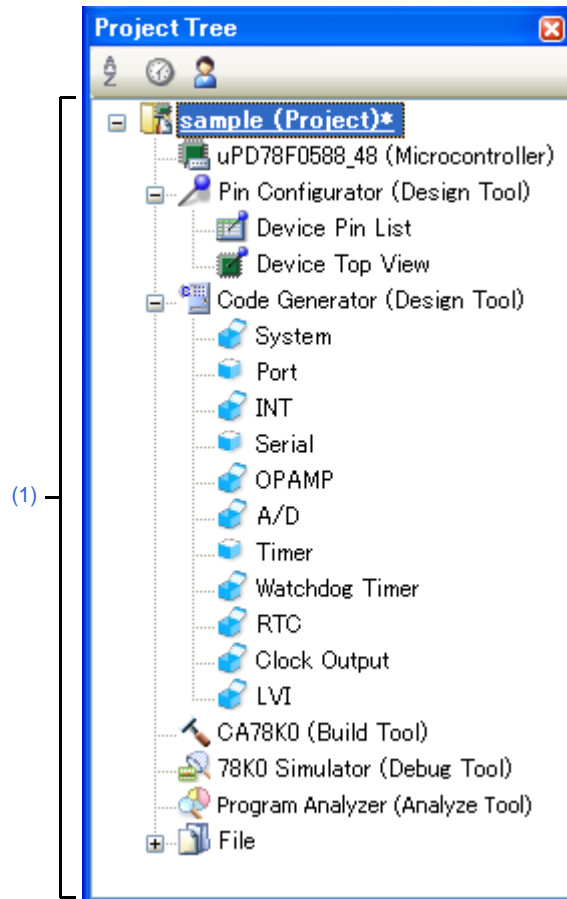 Project Tree
sample (Project)*
uPD78F0588_48 (Microcontroller)
Pin Configurator (Design Tool)
Device Pin List
Device Top View
Code Generator (Design Tool)
System
Port
INT
Serial
(1)
OPAMP
A/D
Timer
Watchdog Timer
RTC
Clock Output
LVI
CA78K0 (Build Tool)
78K0 Simulator (Debug Tool)
Program Analyzer (Analyze Tool)
File